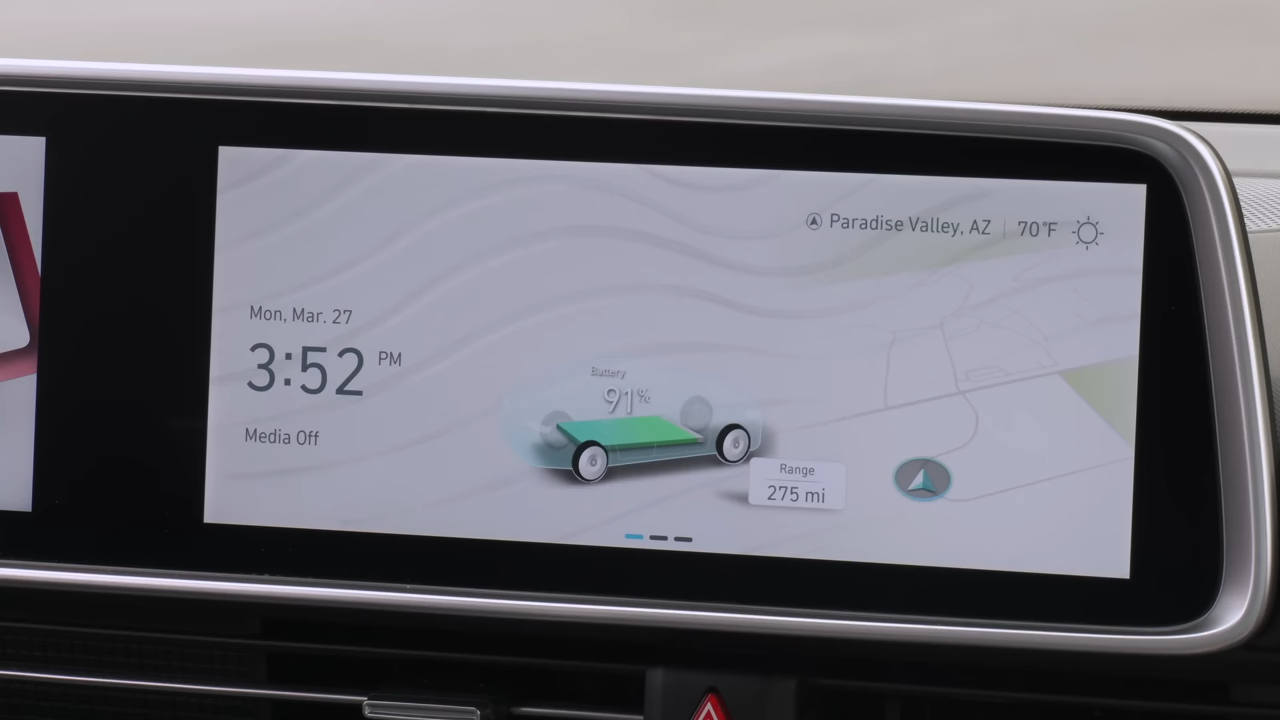 Paradise Valley, AZ 70°F
Mon, Mar. 27
3:52 PM
Media Off
Battery
91%
Range
275 mi